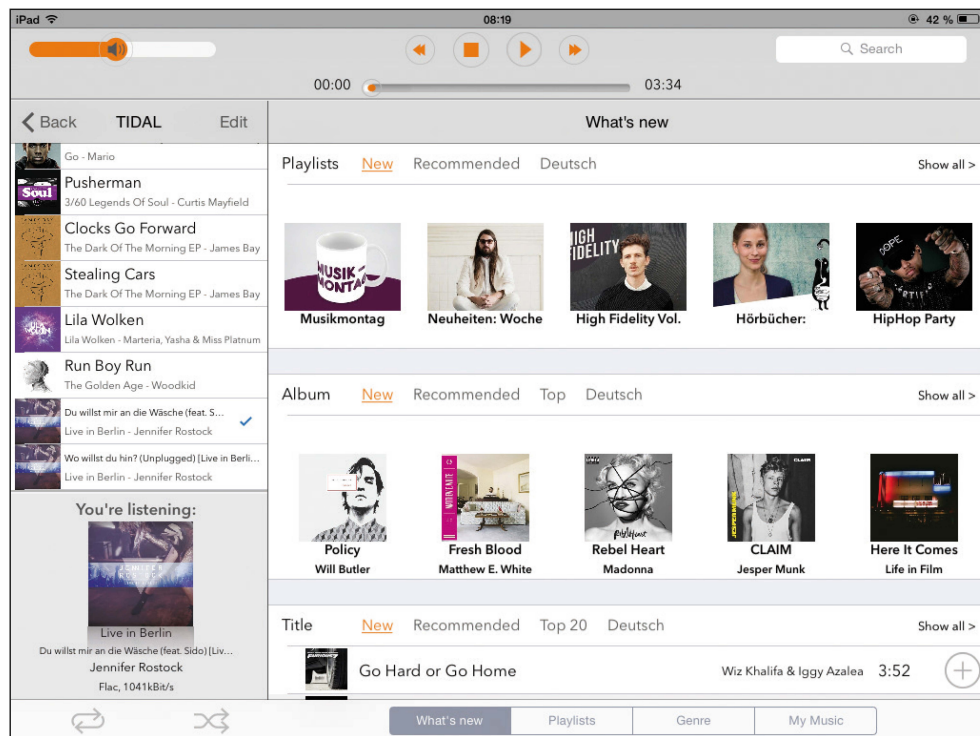 iPad 08:19 42 %
Search
00:00 03:34
Back TIDAL Edit
What's new
Go - Mario
Soul
Pusherman
3/60 Legends Of Soul - Curtis Mayfield
Clocks Go Forward
The Dark Of The Morning EP - James Bay
Stealing Cars
The Dark Of The Morning EP - James Bay
Lila Wolken
Lila Wolken - Marteria, Yasha & Miss Platnum
Run Boy Run
The Golden Age - Woodkid
Du willst mir an die Wäsche (feat. S...
Live in Berlin - Jennifer Rostock
Wo willst du hin? (Unplugged) [Live in Berli...
Live in Berlin - Jennifer Rostock
You're listening:
JENNIFER
ROSTOCK
Live in Berlin
Du willst mir an die Wäsche (feat. Sido) [Liv...
Jennifer Rostock
Flac, 1041kBit/s
Playlists New Recommended Deutsch Show all >
MUSIK-
MONTAG
HIGH
FIDELITY
DOPE
Musikmontag Neuheiten: Woche High Fidelity Vol. Hörbücher: HipHop Party
Album New Recommended Top Deutsch Show all >
CLAIM
JESPER MUNK
Rebel Heart
Policy Fresh Blood Rebel Heart CLAIM Here It Comes
Will Butler Matthew E. White Madonna Jesper Munk Life in Film
Title New Recommended Top 20 Deutsch Show all >
Go Hard or Go Home Wiz Khalifa & Iggy Azalea 3:52
What's new Playlists Genre My Music